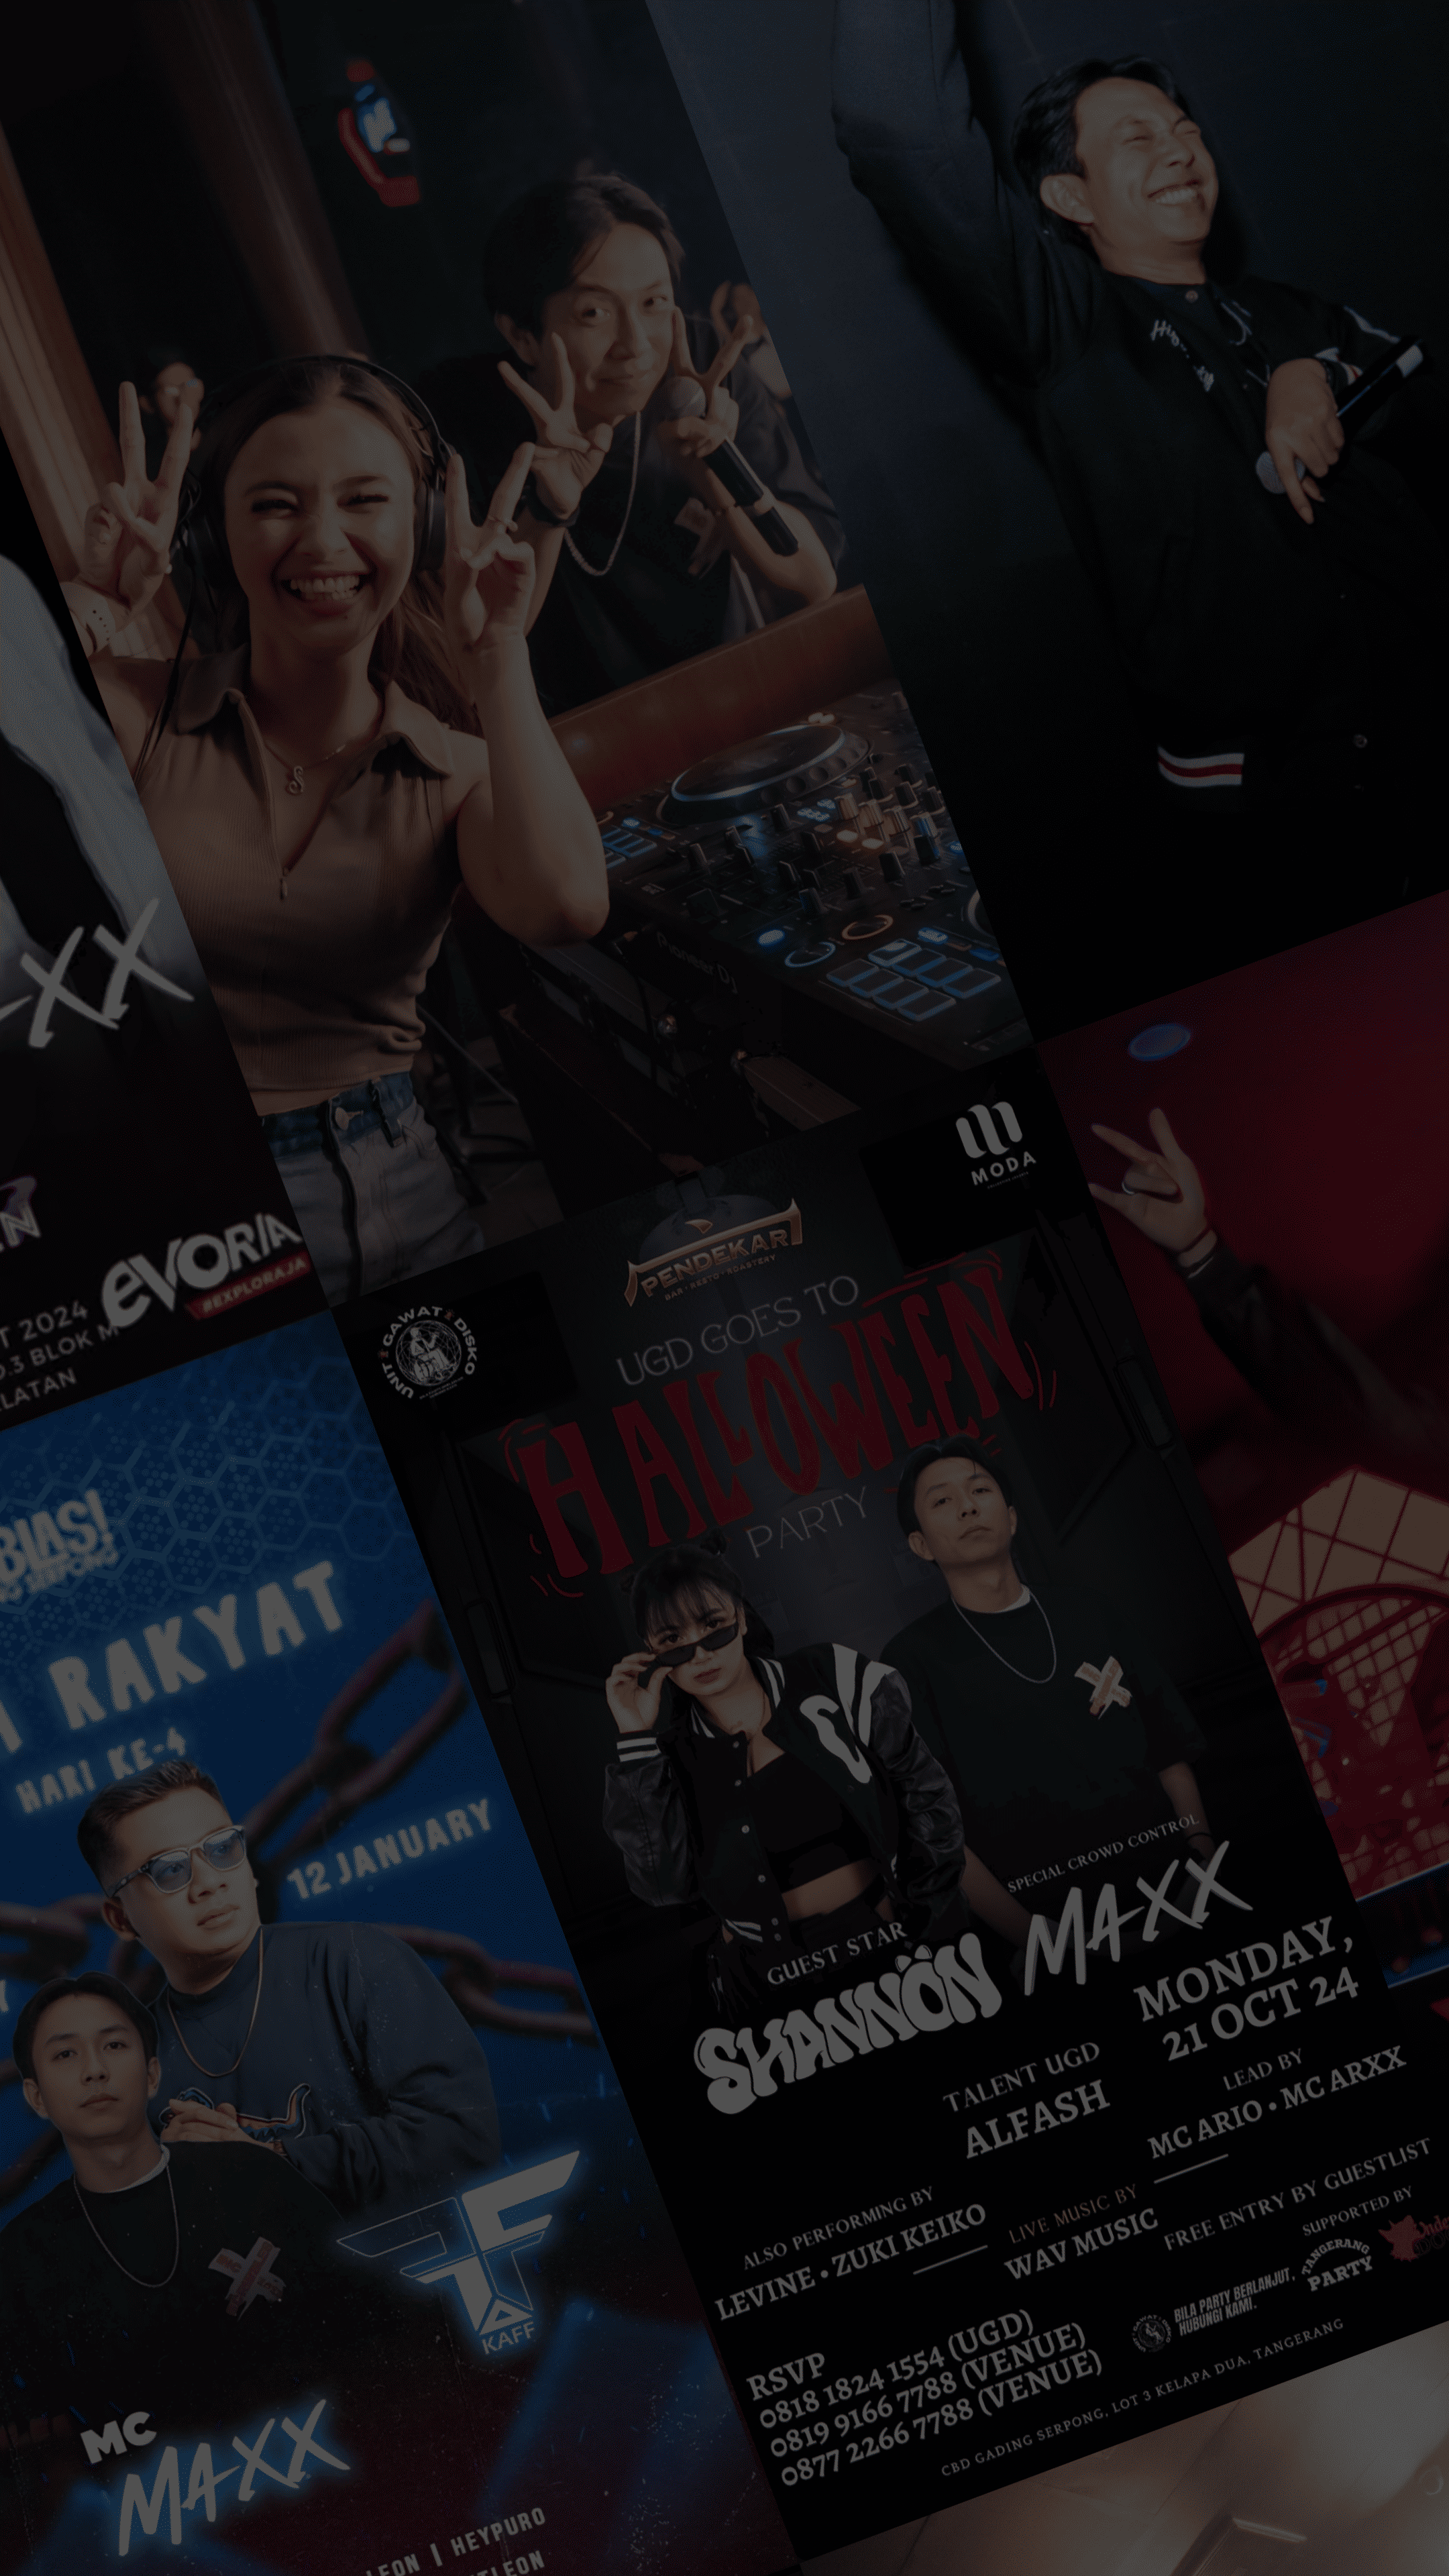 XX
EVORIA
#EXPLORAJA
T 2024
O.3 BLOK M
LATAN
Pioneer DJ
MODA
PENDEKAR
BAR • RESTO • ROASTERY
UNIT GAWAT DISKO
UGD GOES TO
HALLOWEEN
PARTY
SPECIAL CROWD CONTROL
MAXX
GUEST STAR
SHANNÖN
MONDAY,
21 OCT 24
TALENT UGD
ALFASH
LEAD BY
MC ARIO • MC ARXX
ALSO PERFORMING BY
LEVINE • ZUKI KEIKO
LIVE MUSIC BY
WAV MUSIC
FREE ENTRY BY GUESTLIST
SUPPORTED BY
TANGERANG
PARTY
BILA PARTY BERLANJUT,
HUBUNGI KAMI.
RSVP
0818 1824 1554 (UGD)
0819 9166 7788 (VENUE)
0877 2266 7788 (VENUE)
CBD GADING SERPONG, LOT 3 KELAPA DUA, TANGERANG
BIAS!
SERPONG
RAKYAT
HARI KE-4
12 JANUARY
KAFF
MC
MAXX
LEON | HEYPURO